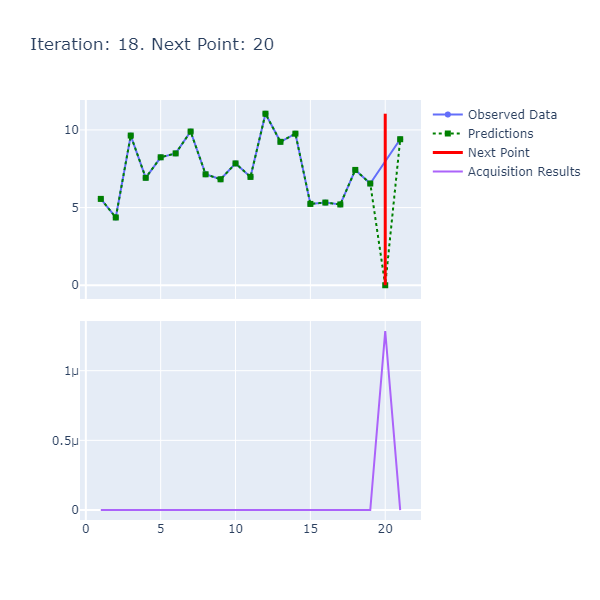 Iteration: 18. Next Point: 20
Observed Data
Predictions
Next Point
Acquisition Results
10
5
0
1μ
0.5μ
0
0 5 10 15 20